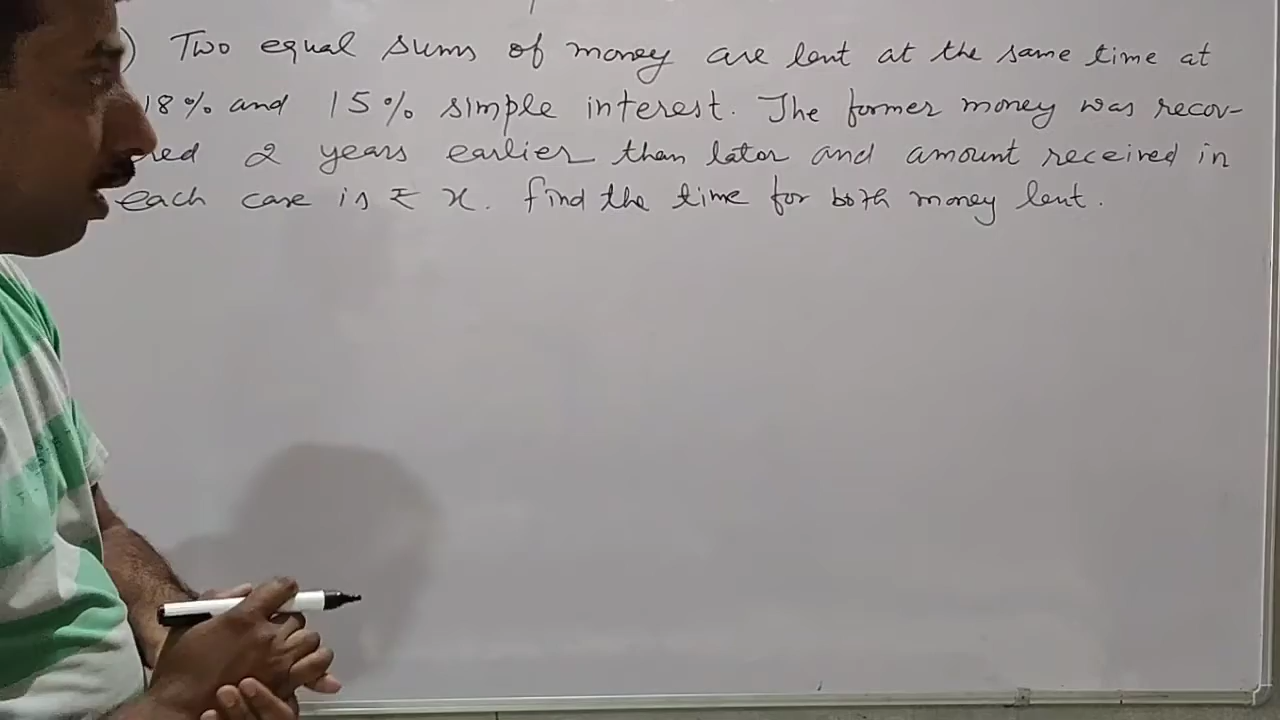 ) Two equal sums of money are lent at the same time at
18% and 15% simple interest. The former money was recov-
red 2 years earlier than later and amount received in
each case is ₹ x. find the time for both money lent.